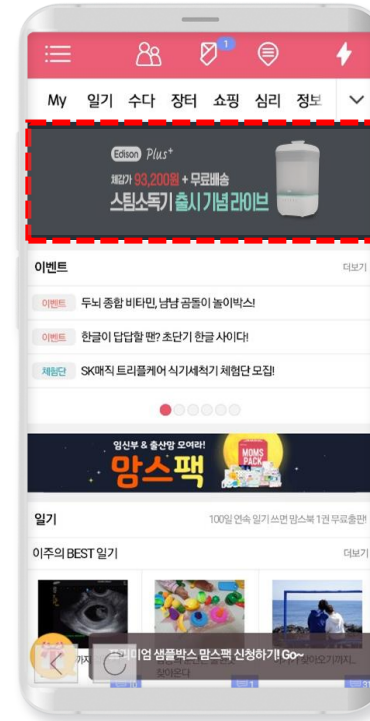 1
My 일기 수다 장터 쇼핑 심리 정보
Edison Plus+
체감가 93,200원 + 무료배송
스팀소독기 출시 기념 라이브
이벤트 더보기
이벤트 두뇌 종합 비타민, 냠냠 곰돌이 놀이박스!
이벤트 한글이 답답할 땐? 초단기 한글 사이다!
체험단 SK매직 트리플케어 식기세척기 체험단 모집!
임신부 & 출산맘 모여라!
맘스팩
MOMS PACK
일기 100일 연속 일기 쓰면 맘스북 1권 무료출판!
이주의 BEST 일기 더보기
프리미엄 샘플박스 맘스팩 신청하기! Go~
찾아온다